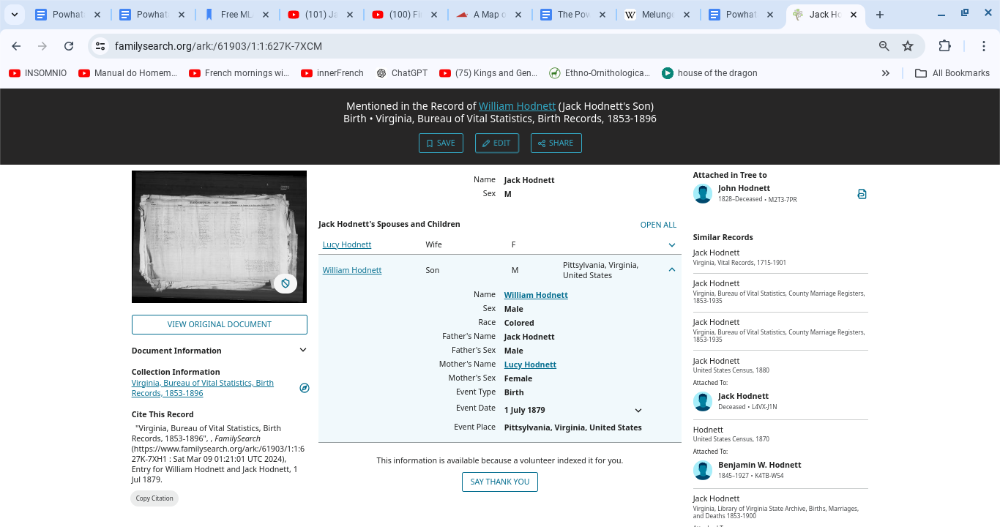 Powhat
Powhat
Free ML
(101) Ja
(100) Fi
A Map o
The Pow
W Melunge
Powhat
Jack Ho
familysearch.org/ark:/61903/1:1:627K-7XCM
INSOMNIO
Manual do Homem...
French mornings wi...
innerFrench
ChatGPT
(75) Kings and Gen...
Ethno-Ornithologica...
house of the dragon
All Bookmarks
Mentioned in the Record of William Hodnett (Jack Hodnett's Son)
Birth • Virginia, Bureau of Vital Statistics, Birth Records, 1853-1896
SAVE
EDIT
SHARE
VIEW ORIGINAL DOCUMENT
Document Information
Collection Information
Virginia, Bureau of Vital Statistics, Birth
Records, 1853-1896
Cite This Record
"Virginia, Bureau of Vital Statistics, Birth
Records, 1853-1896", , FamilySearch
(https://www.familysearch.org/ark:/61903/1:1:6
27K-7XH1 : Sat Mar 09 01:21:01 UTC 2024),
Entry for William Hodnett and Jack Hodnett, 1
Jul 1879.
Copy Citation
Name Jack Hodnett
Sex M
Jack Hodnett's Spouses and Children
OPEN ALL
Lucy Hodnett Wife F
William Hodnett Son M Pittsylvania, Virginia,
United States
Name William Hodnett
Sex Male
Race Colored
Father's Name Jack Hodnett
Father's Sex Male
Mother's Name Lucy Hodnett
Mother's Sex Female
Event Type Birth
Event Date 1 July 1879
Event Place Pittsylvania, Virginia, United States
This information is available because a volunteer indexed it for you.
SAY THANK YOU
Attached in Tree to
John Hodnett
1828–Deceased • M2T3-7PR
Similar Records
Jack Hodnett
Virginia, Vital Records, 1715-1901
Jack Hodnett
Virginia, Bureau of Vital Statistics, County Marriage Registers,
1853-1935
Jack Hodnett
Virginia, Bureau of Vital Statistics, County Marriage Registers,
1853-1935
Jack Hodnett
United States Census, 1880
Attached To:
Jack Hodnett
Deceased • L4VX-J1N
Hodnett
United States Census, 1870
Attached To:
Benjamin W. Hodnett
1845–1927 • K4TB-W54
Jack Hodnett
Virginia, Library of Virginia State Archive, Births, Marriages,
and Deaths 1853-1900